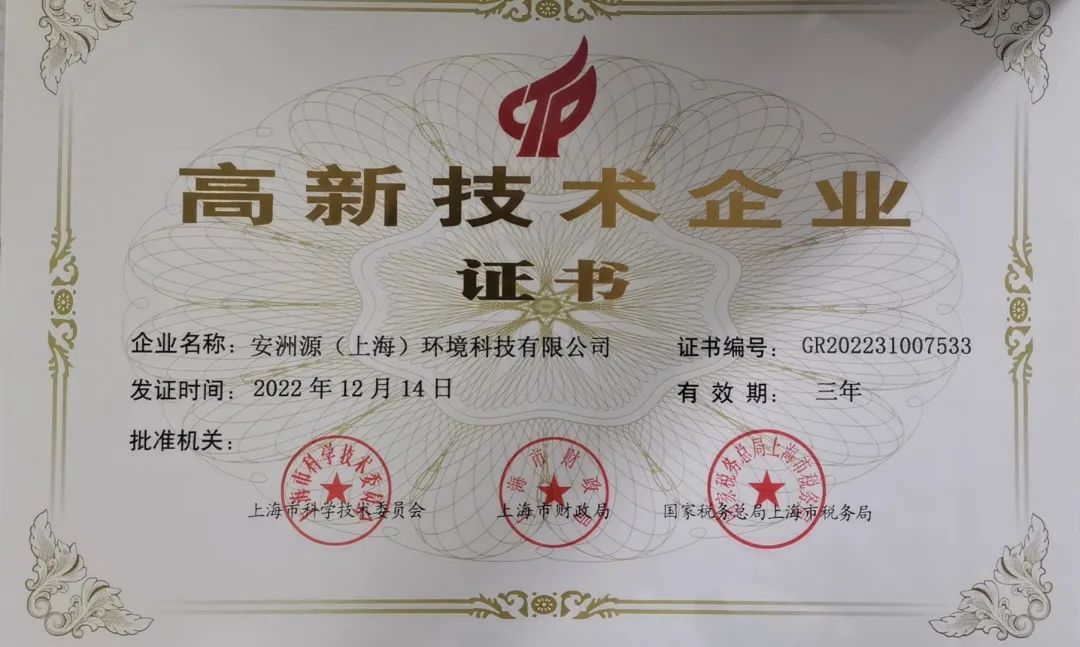 高新技术企业
证书
企业名称：安洲源（上海）环境科技有限公司
证书编号：GR202231007533
发证时间：2022年12月14日
有效期：三年
批准机关：
上海市科学技术委员会
上海市财政局
国家税务总局上海市税务局